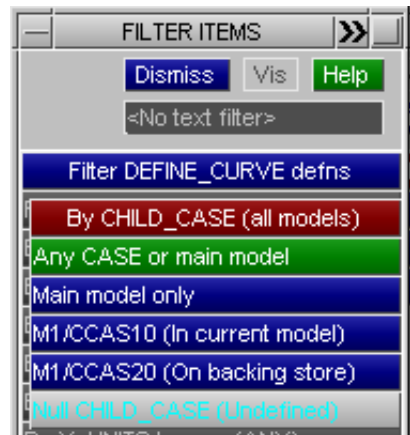 FILTER ITEMS
Dismiss Vis Help
<No text filter>
Filter DEFINE_CURVE defns
By CHILD_CASE (all models)
Any CASE or main model
Main model only
M1/CCAS10 (In current model)
M1/CCAS20 (On backing store)
Null CHILD_CASE (Undefined)